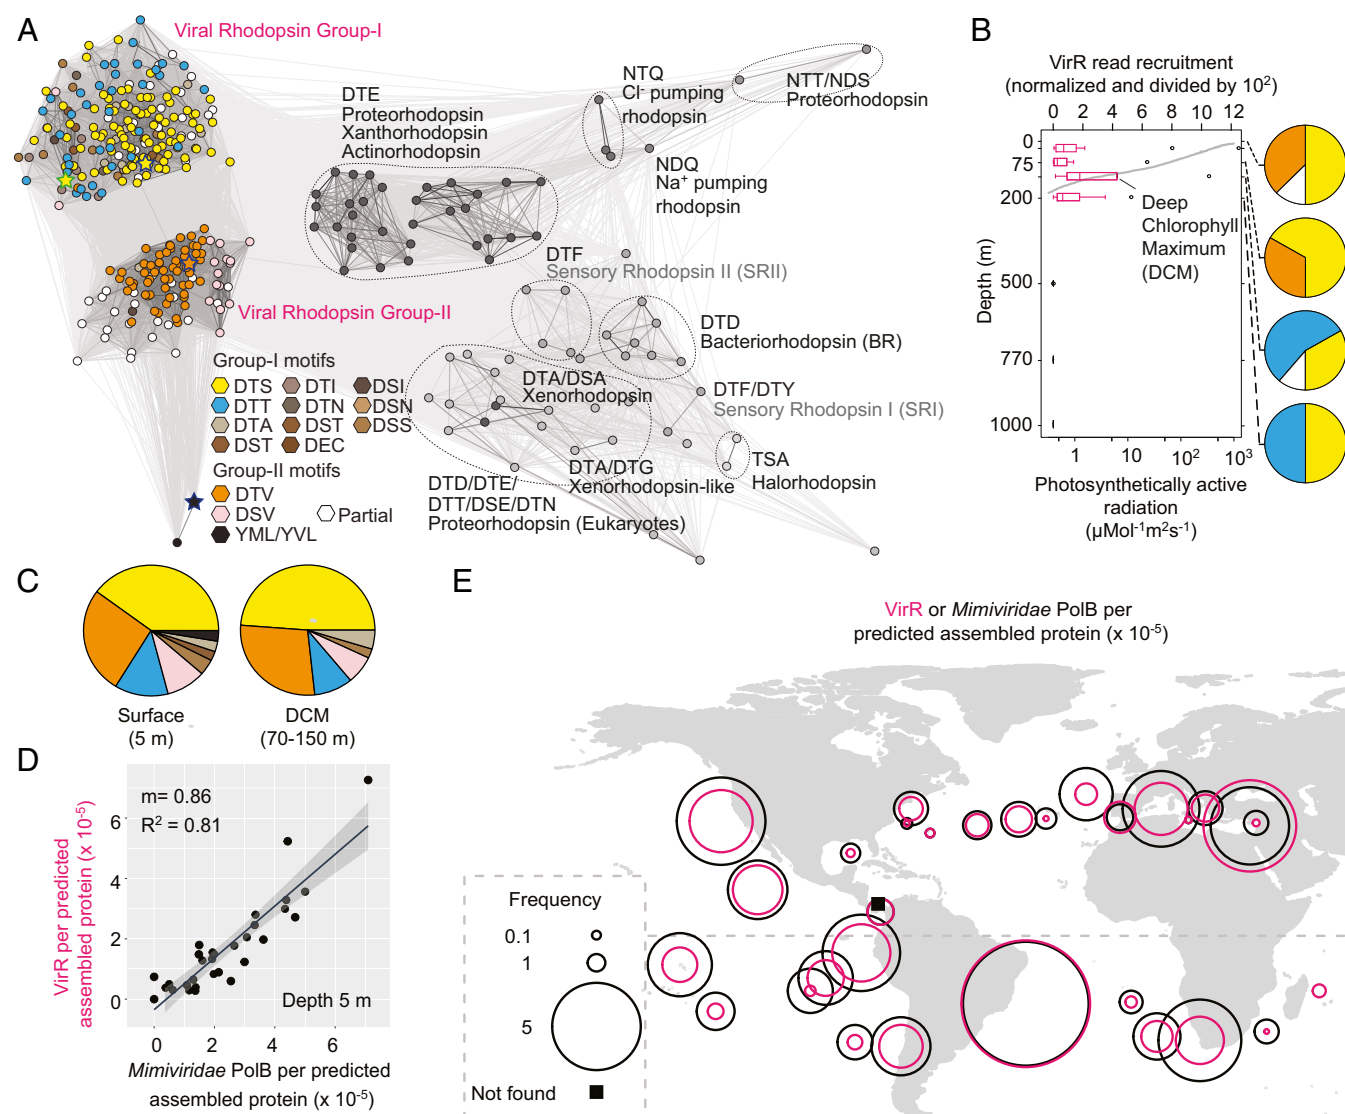 A
Viral Rhodopsin Group-I
DTE
Proteorhodopsin
Xanthorhodopsin
Actinorhodopsin
NTQ
Cl- pumping
rhodopsin
NTT/NDS
Proteorhodopsin
NDQ
Na+ pumping
rhodopsin
DTF
Sensory Rhodopsin II (SRII)
Viral Rhodopsin Group-II
DTD
Bacteriorhodopsin (BR)
DTA/DSA
Xenorhodopsin
DTF/DTY
Sensory Rhodopsin I (SRI)
DTA/DTG
Xenorhodopsin-like
TSA
Halorhodopsin
DTD/DTE/
DTT/DSE/DTN
Proteorhodopsin (Eukaryotes)
Group-I motifs
DTS DTI DSI
DTT DTN DSN
DTA DST DSS
DST DEC
Group-II motifs
DTV
DSV Partial
YML/YVL
B
VirR read recruitment
(normalized and divided by 10²)
0 2 4 6 8 10 12
0
75
200
500
770
1000
Depth (m)
Deep
Chlorophyll
Maximum
(DCM)
1 10 10² 10³
Photosynthetically active
radiation
(µMol⁻¹m²s⁻¹)
C
Surface
(5 m)
DCM
(70-150 m)
D
m= 0.86
R² = 0.81
VirR per predicted
assembled protein (x 10⁻⁵)
6
4
2
0
Depth 5 m
0 2 4 6
Mimiviridae PolB per predicted
assembled protein (x 10⁻⁵)
E
VirR or Mimiviridae PolB per
predicted assembled protein (x 10⁻⁵)
Frequency
0.1
1
5
Not found